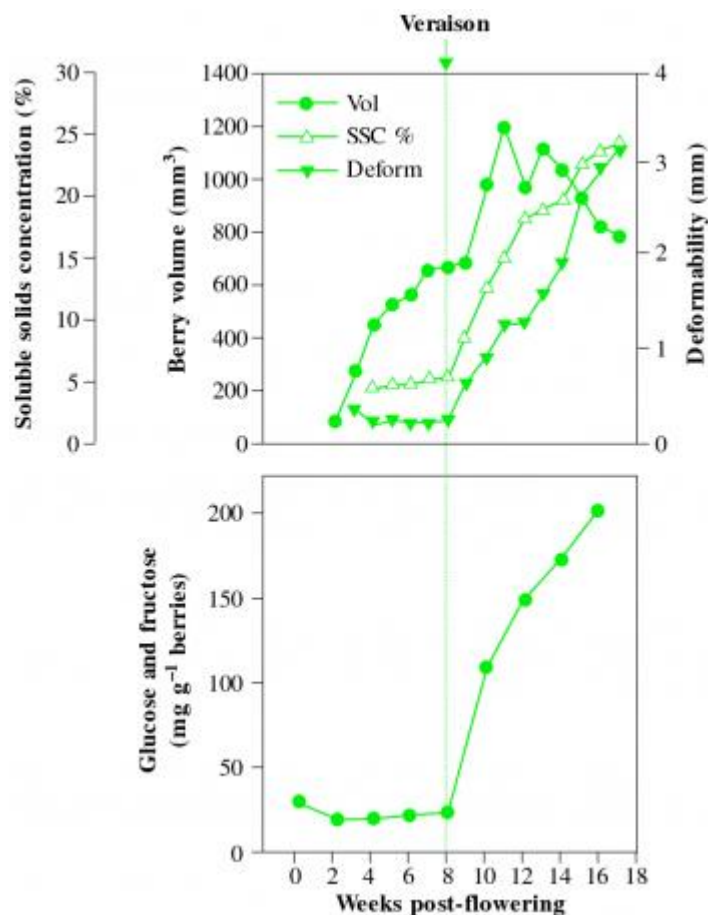 Veraison
Soluble solids concentration (%)
30
25
20
15
10
5
0
Berry volume (mm³)
1400
1200
1000
800
600
400
200
0
Vol
SSC %
Deform
4
3
2
1
0
Deformability (mm)
Glucose and fructose
(mg g⁻¹ berries)
200
150
100
50
0
0 2 4 6 8 10 12 14 16 18
Weeks post-flowering